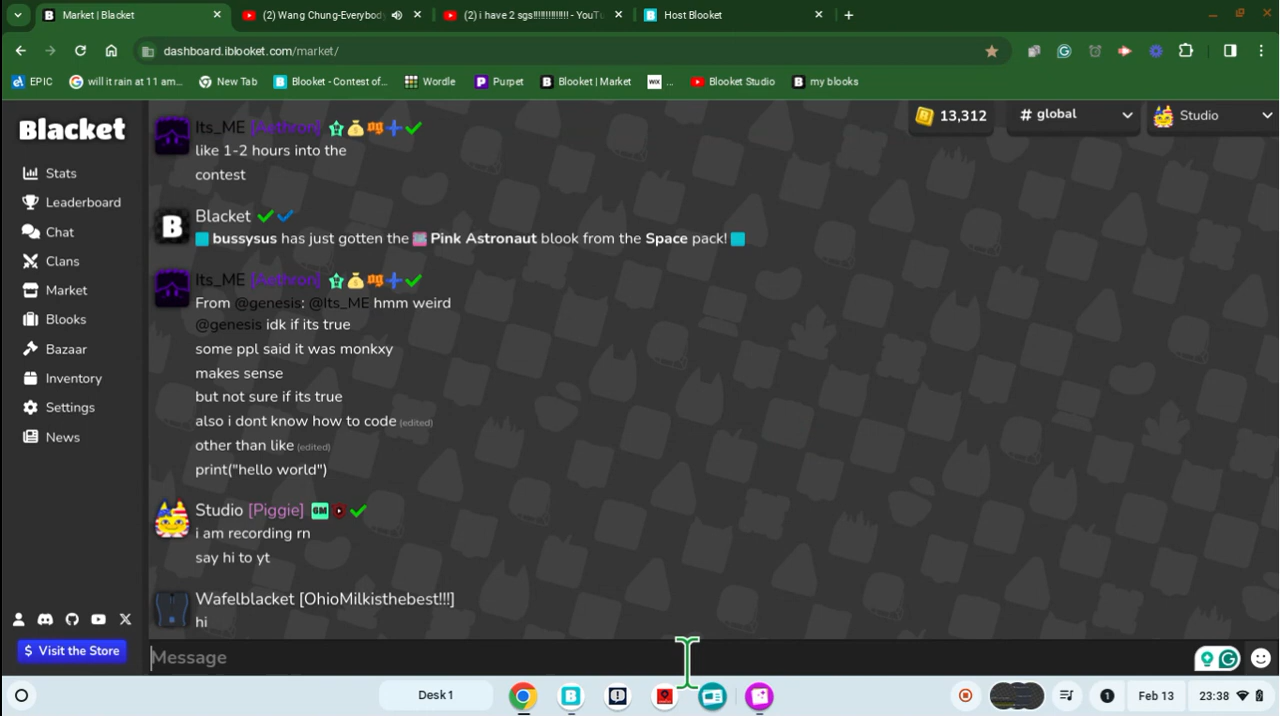 Market | Blacket
(2) Wang Chung-Everybody
(2) i have 2 sgs!!!!!!!!!!!!! - YouTu
Host Blooket
dashboard.iblooket.com/market/
EPIC
will it rain at 11 am...
New Tab
Blooket - Contest of...
Wordle
Purpet
Blooket | Market
WiX ...
Blooket Studio
my blooks
Blacket
13,312
# global
Studio
Stats
Leaderboard
Chat
Clans
Market
Blooks
Bazaar
Inventory
Settings
News
$ Visit the Store
Its_ME [Aethron]
like 1-2 hours into the
contest
Blacket
bussysus has just gotten the Pink Astronaut blook from the Space pack!
Its_ME [Aethron]
From @genesis: @Its_ME hmm weird
@genesis idk if its true
some ppl said it was monkxy
makes sense
but not sure if its true
also i dont know how to code (edited)
other than like (edited)
print("hello world")
Studio [Piggie] GM
i am recording rn
say hi to yt
Wafelblacket [OhioMilkisthebest!!!]
hi
Message
Desk 1
1
Feb 13
23:38